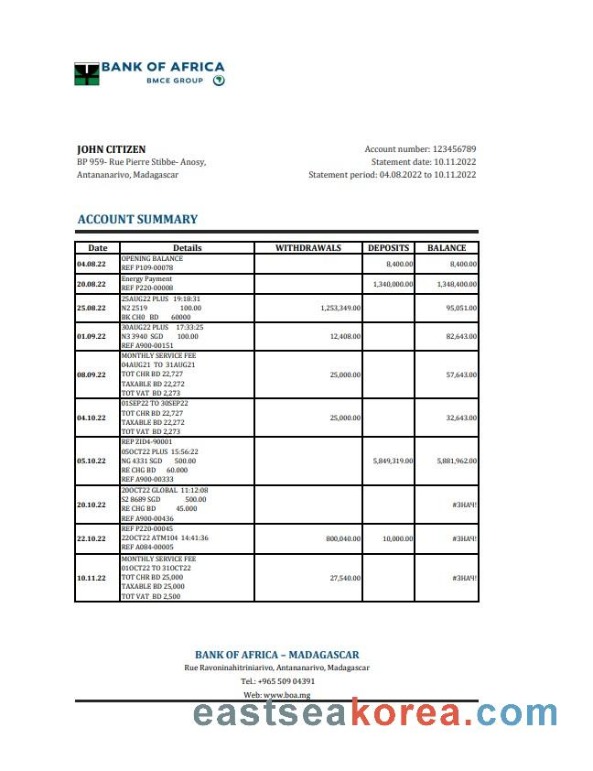 BANK OF AFRICA
BMCE GROUP
JOHN CITIZEN
BP 959- Rue Pierre Stibbe- Anosy,
Antananarivo, Madagascar
Account number: 123456789
Statement date: 10.11.2022
Statement period: 04.08.2022 to 10.11.2022
ACCOUNT SUMMARY
Date Details WITHDRAWALS DEPOSITS BALANCE
04.08.22 OPENING BALANCE 8,400.00 8,400.00
REF P109-00078
20.08.22 Energy Payment 1,340,000.00 1,348,400.00
REF P220-00008
25.08.22 25AUG22 PLUS 19:18:31 1,253,349.00 95,051.00
N2 2519 100.00
BK CH0 BD 60000
01.09.22 30AUG22 PLUS 17:33:25 12,408.00 82,643.00
N3 3940 SGD 100.00
REF A900-00151
08.09.22 MONTHLY SERVICE FEE 25,000.00 57,643.00
04AUG21 TO 31AUG21
TOT CHR BD 22,727
TAXABLE BD 22,272
TOT VAT BD 2,273
04.10.22 01SEP22 TO 30SEP22 25,000.00 32,643.00
TOT CHR BD 22,727
TAXABLE BD 22,272
TOT VAT BD 2,273
05.10.22 REP ZID4-90001 5,849,319.00 5,881,962.00
05OCT22 PLUS 15:56:22
NG 4331 SGD 500.00
RE CHG BD 60.000
REF A900-00333
20.10.22 20OCT22 GLOBAL 11:12:08 #ЗНАЧ!
S2 8689 SGD 500.00
RE CHG BD 45.000
REF A900-00436
22.10.22 REF P220-00045 800,040.00 10,000.00 #ЗНАЧ!
22OCT22 ATM104 14:41:36
REF A084-00005
10.11.22 MONTHLY SERVICE FEE 27,540.00 #ЗНАЧ!
01OCT22 TO 31OCT22
TOT CHR BD 25,000
TAXABLE BD 25,000
TOT VAT BD 2,500
BANK OF AFRICA – MADAGASCAR
Rue Ravoninahitriniarivo, Antananarivo, Madagascar
Tel.: +965 509 04391
Web: www.boa.mg
eastseakorea.com